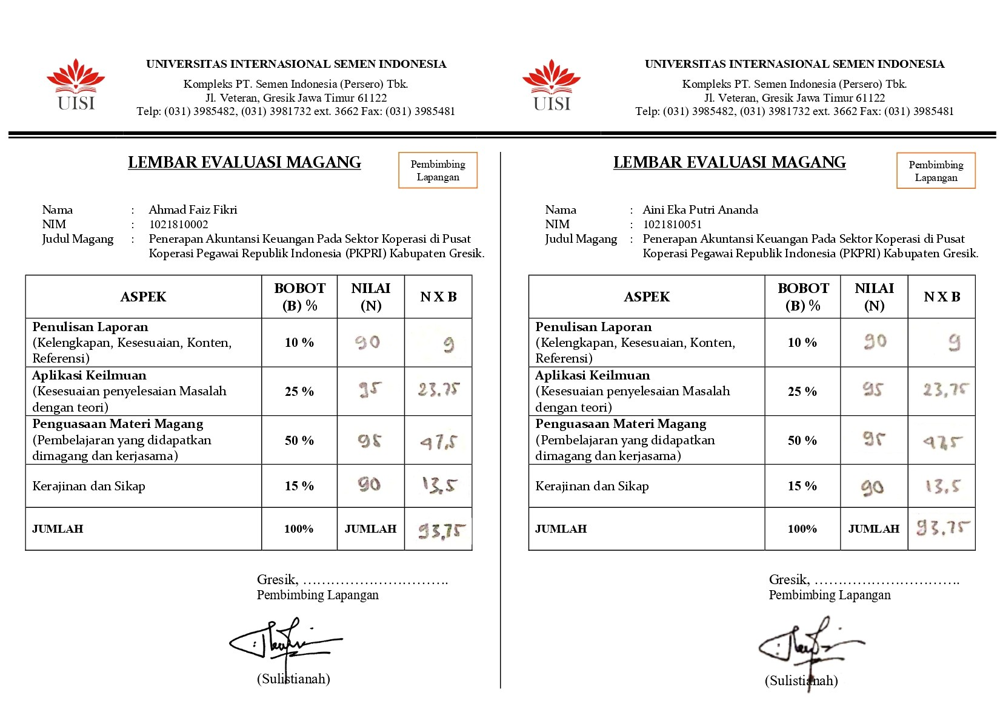 UISI
UNIVERSITAS INTERNASIONAL SEMEN INDONESIA
Kompleks PT. Semen Indonesia (Persero) Tbk.
Jl. Veteran, Gresik Jawa Timur 61122
Telp: (031) 3985482, (031) 3981732 ext. 3662 Fax: (031) 3985481
LEMBAR EVALUASI MAGANG
Pembimbing
Lapangan
Nama : Ahmad Faiz Fikri
NIM : 1021810002
Judul Magang : Penerapan Akuntansi Keuangan Pada Sektor Koperasi di Pusat
Koperasi Pegawai Republik Indonesia (PKPRI) Kabupaten Gresik.
ASPEK BOBOT (B) % NILAI (N) N X B
Penulisan Laporan
(Kelengkapan, Kesesuaian, Konten,
Referensi)
10 % 90 9
Aplikasi Keilmuan
(Kesesuaian penyelesaian Masalah
dengan teori)
25 % 95 23.75
Penguasaan Materi Magang
(Pembelajaran yang didapatkan
dimagang dan kerjasama)
50 % 95 47,5
Kerajinan dan Sikap 15 % 90 13,5
JUMLAH 100% JUMLAH 93,75
Gresik, ………………………….
Pembimbing Lapangan
(Sulistianah)
UISI
UNIVERSITAS INTERNASIONAL SEMEN INDONESIA
Kompleks PT. Semen Indonesia (Persero) Tbk.
Jl. Veteran, Gresik Jawa Timur 61122
Telp: (031) 3985482, (031) 3981732 ext. 3662 Fax: (031) 3985481
LEMBAR EVALUASI MAGANG
Pembimbing
Lapangan
Nama : Aini Eka Putri Ananda
NIM : 1021810051
Judul Magang : Penerapan Akuntansi Keuangan Pada Sektor Koperasi di Pusat
Koperasi Pegawai Republik Indonesia (PKPRI) Kabupaten Gresik.
ASPEK BOBOT (B) % NILAI (N) N X B
Penulisan Laporan
(Kelengkapan, Kesesuaian, Konten,
Referensi)
10 % 90 9
Aplikasi Keilmuan
(Kesesuaian penyelesaian Masalah
dengan teori)
25 % 95 23,75
Penguasaan Materi Magang
(Pembelajaran yang didapatkan
dimagang dan kerjasama)
50 % 95 47,5
Kerajinan dan Sikap 15 % 90 13,5
JUMLAH 100% JUMLAH 93.75
Gresik, ………………………….
Pembimbing Lapangan
(Sulistianah)